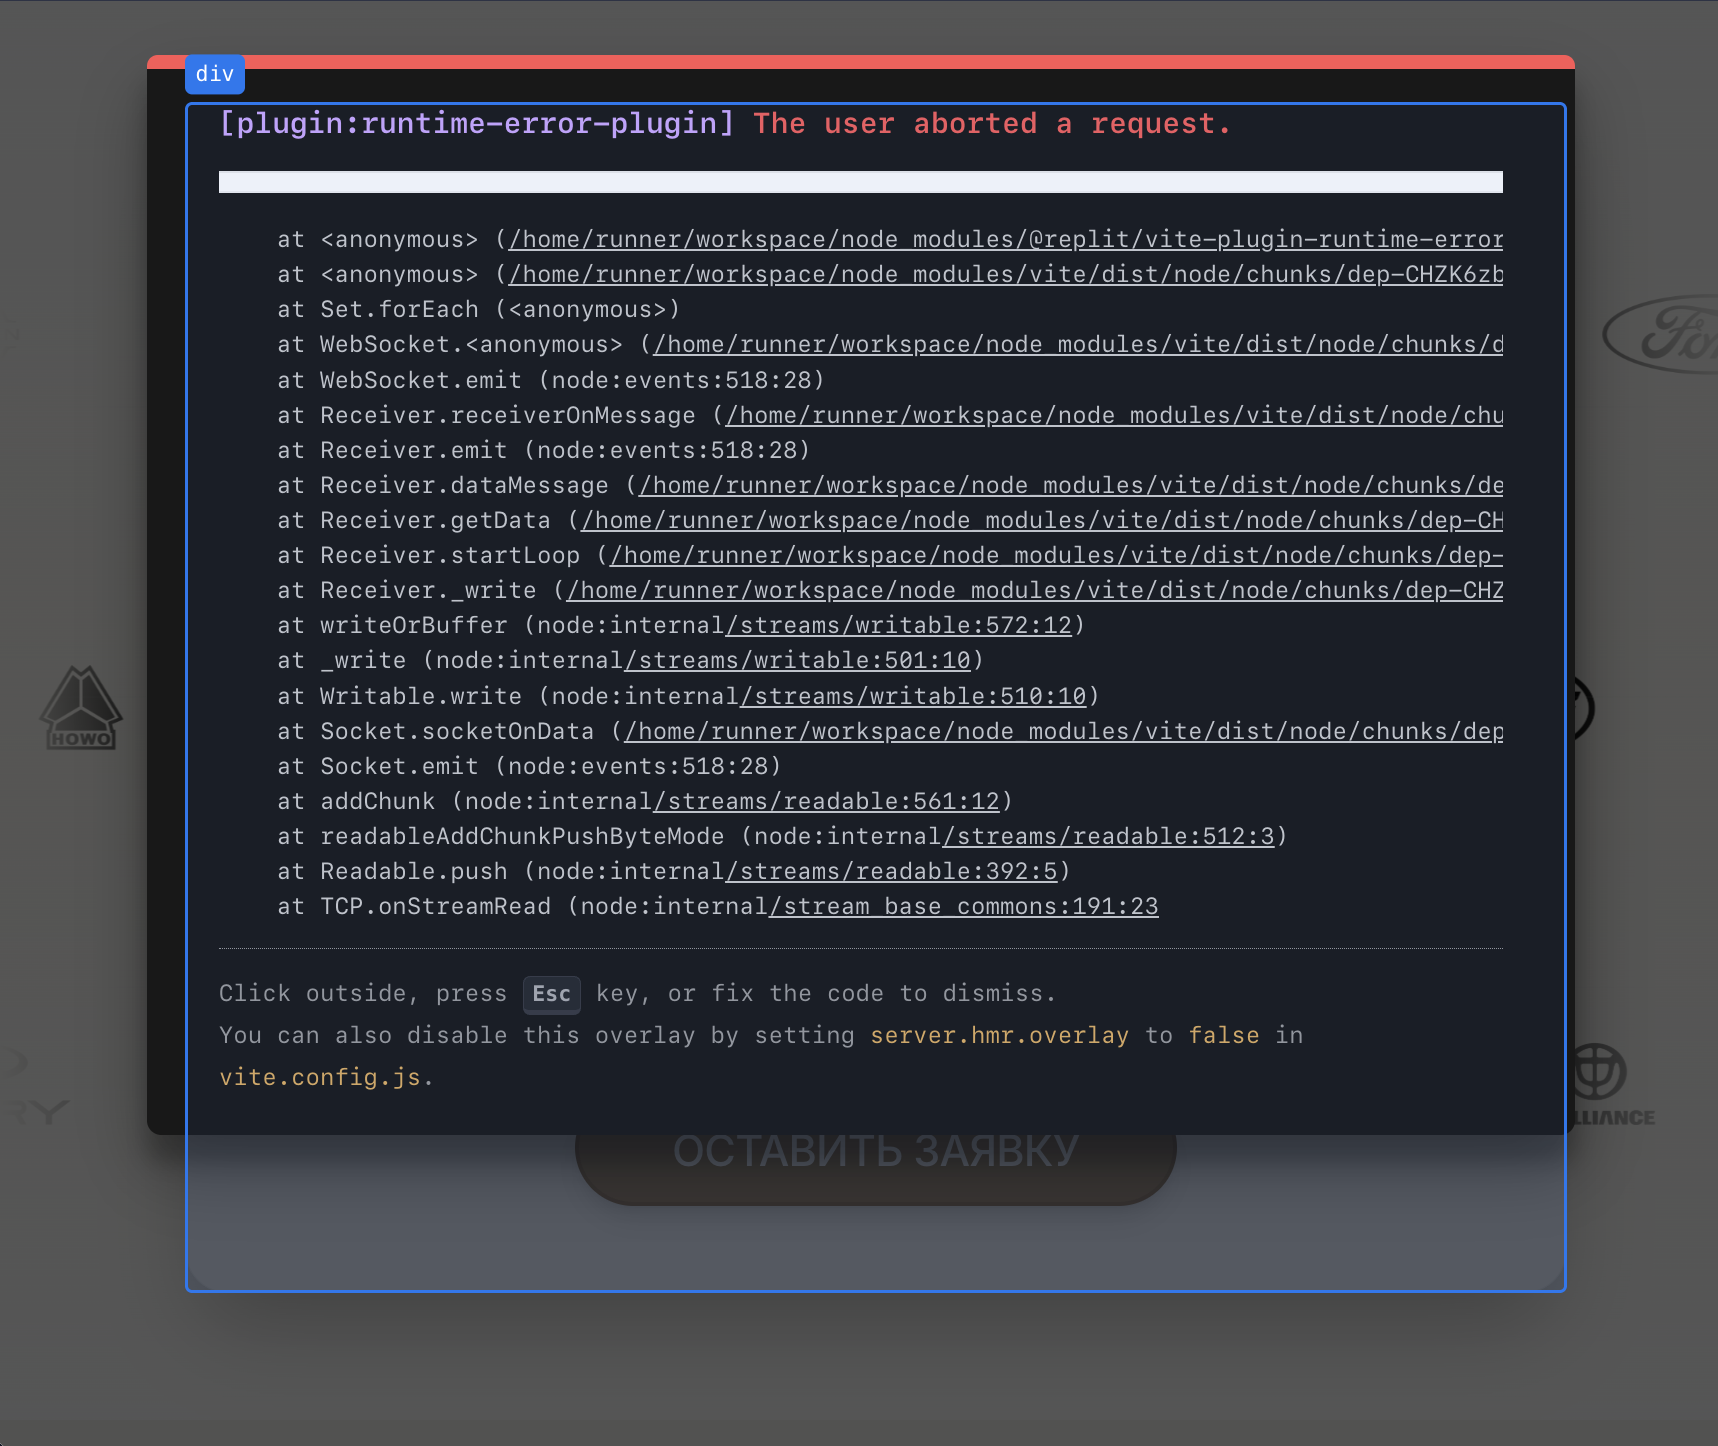 div
[plugin:runtime-error-plugin] The user aborted a request.
at <anonymous> (/home/runner/workspace/node_modules/@replit/vite-plugin-runtime-error
at <anonymous> (/home/runner/workspace/node_modules/vite/dist/node/chunks/dep-CHZK6zb
at Set.forEach (<anonymous>)
at WebSocket.<anonymous> (/home/runner/workspace/node_modules/vite/dist/node/chunks/d
at WebSocket.emit (node:events:518:28)
at Receiver.receiverOnMessage (/home/runner/workspace/node_modules/vite/dist/node/chu
at Receiver.emit (node:events:518:28)
at Receiver.dataMessage (/home/runner/workspace/node_modules/vite/dist/node/chunks/de
at Receiver.getData (/home/runner/workspace/node_modules/vite/dist/node/chunks/dep-CH
at Receiver.startLoop (/home/runner/workspace/node_modules/vite/dist/node/chunks/dep-
at Receiver._write (/home/runner/workspace/node_modules/vite/dist/node/chunks/dep-CHZ
at writeOrBuffer (node:internal/streams/writable:572:12)
at _write (node:internal/streams/writable:501:10)
at Writable.write (node:internal/streams/writable:510:10)
at Socket.socketOnData (/home/runner/workspace/node_modules/vite/dist/node/chunks/dep
at Socket.emit (node:events:518:28)
at addChunk (node:internal/streams/readable:561:12)
at readableAddChunkPushByteMode (node:internal/streams/readable:512:3)
at Readable.push (node:internal/streams/readable:392:5)
at TCP.onStreamRead (node:internal/stream_base_commons:191:23
Click outside, press Esc key, or fix the code to dismiss.
You can also disable this overlay by setting server.hmr.overlay to false in
vite.config.js.
ОСТАВИТЬ ЗАЯВКУ
HOWO
Ford
LLIANCE